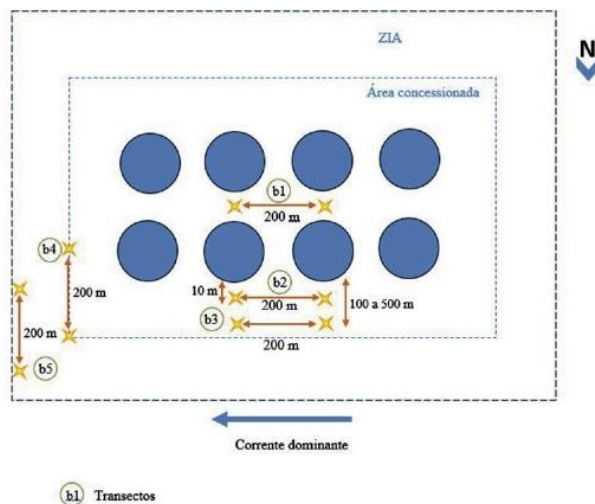 ZIA
N
Área concessionada
b1
200 m
b4
200 m
10 m
b2
200 m
100 a 500 m
b3
200 m
200 m
b5
Corrente dominante
b1 Transectos